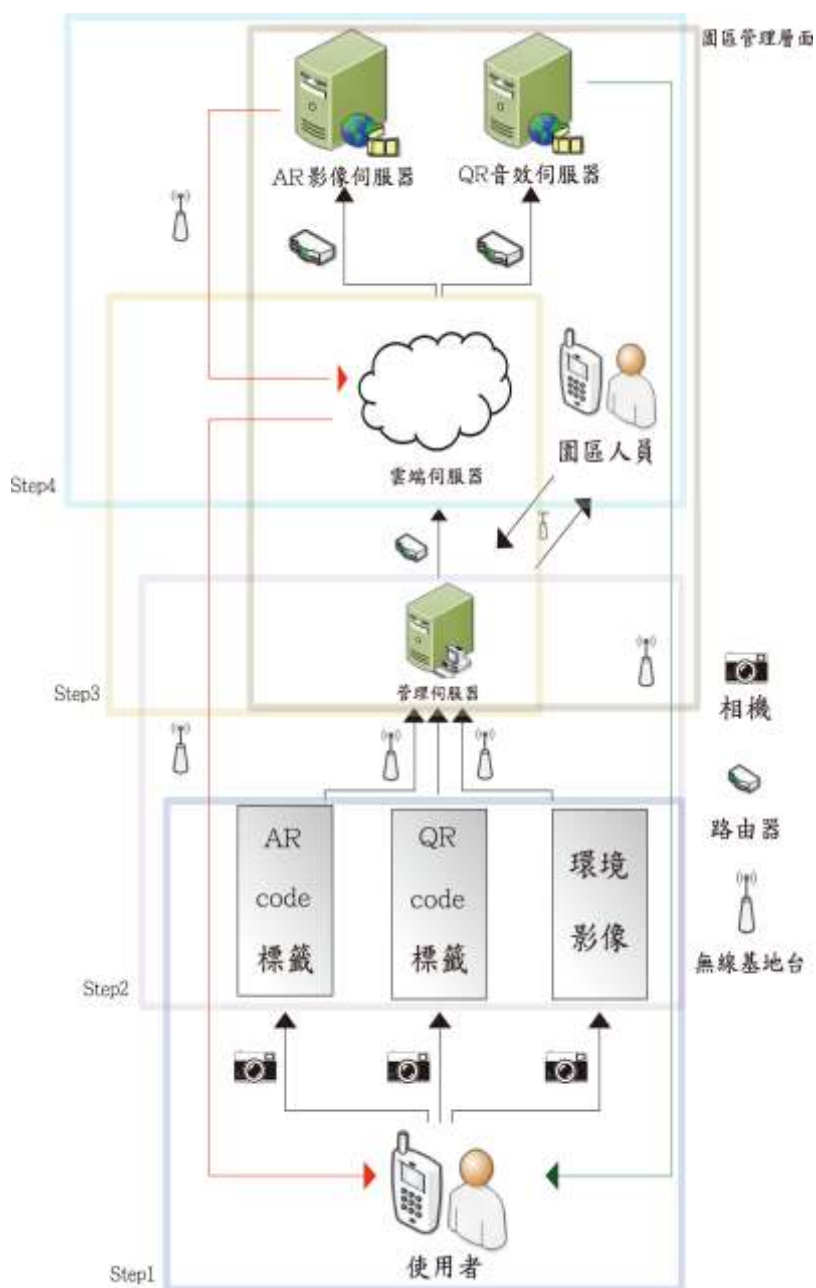 園區管理層面
AR影像伺服器
QR音效伺服器
園區人員
雲端伺服器
Step4
管理伺服器
Step3
相機
路由器
無線基地台
AR
code
標籤
QR
code
標籤
環境
影像
Step2
使用者
Step1